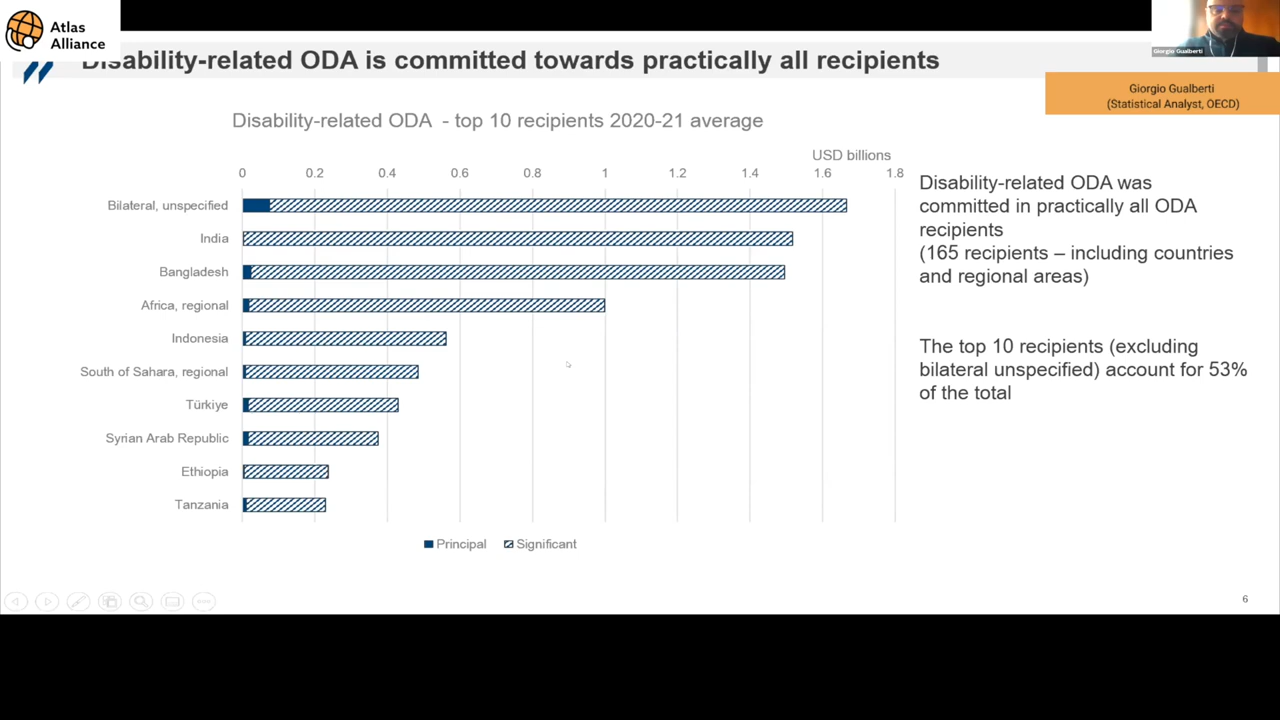 Atlas
Alliance
Disability-related ODA is committed towards practically all recipients
Giorgio Gualberti
Giorgio Gualberti
(Statistical Analyst, OECD)
Disability-related ODA - top 10 recipients 2020-21 average
USD billions
0 0.2 0.4 0.6 0.8 1 1.2 1.4 1.6 1.8
Bilateral, unspecified
India
Bangladesh
Africa, regional
Indonesia
South of Sahara, regional
Türkiye
Syrian Arab Republic
Ethiopia
Tanzania
Principal Significant
Disability-related ODA was
committed in practically all ODA
recipients
(165 recipients – including countries
and regional areas)
The top 10 recipients (excluding
bilateral unspecified) account for 53%
of the total
6